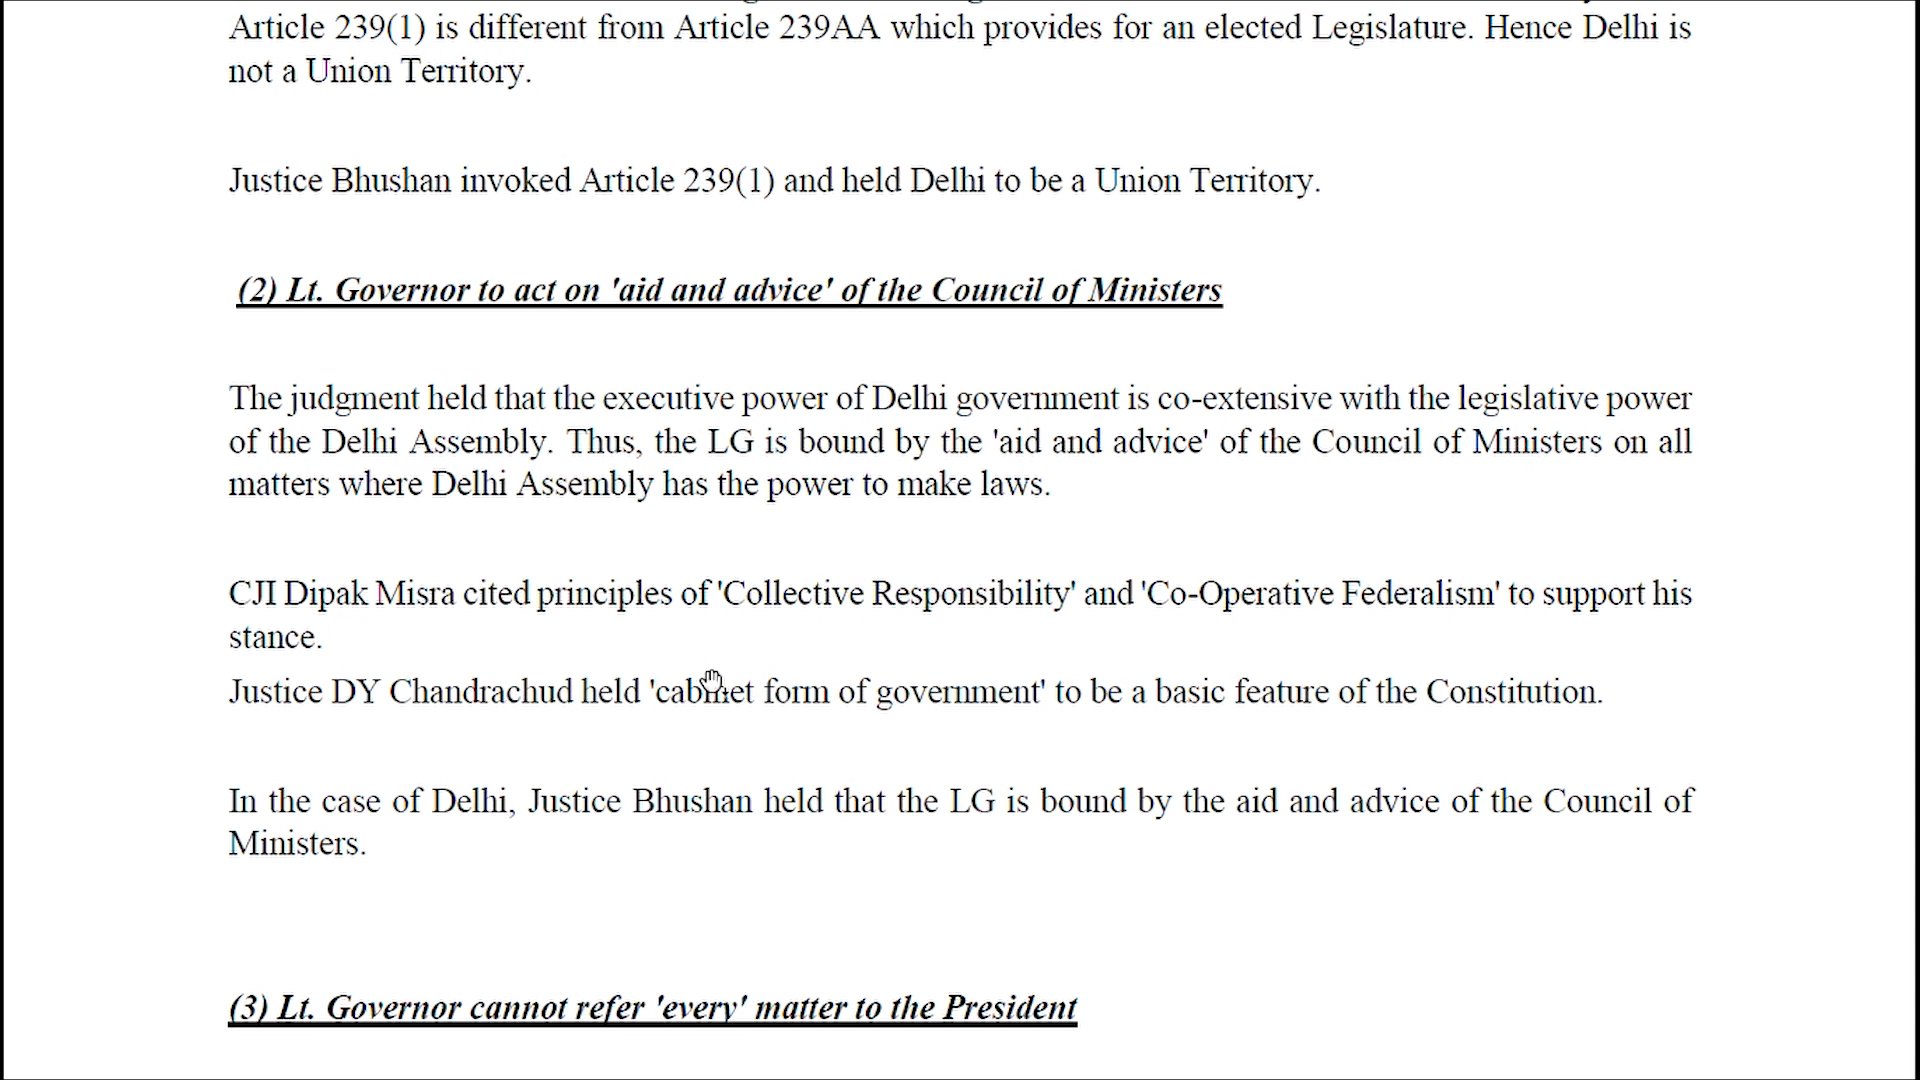 Article 239(1) is different from Article 239AA which provides for an elected Legislature. Hence Delhi is
not a Union Territory.
Justice Bhushan invoked Article 239(1) and held Delhi to be a Union Territory.
(2) Lt. Governor to act on 'aid and advice' of the Council of Ministers
The judgment held that the executive power of Delhi government is co-extensive with the legislative power
of the Delhi Assembly. Thus, the LG is bound by the 'aid and advice' of the Council of Ministers on all
matters where Delhi Assembly has the power to make laws.
CJI Dipak Misra cited principles of 'Collective Responsibility' and 'Co-Operative Federalism' to support his
stance.
Justice DY Chandrachud held 'cabinet form of government' to be a basic feature of the Constitution.
In the case of Delhi, Justice Bhushan held that the LG is bound by the aid and advice of the Council of
Ministers.
(3) Lt. Governor cannot refer 'every' matter to the President